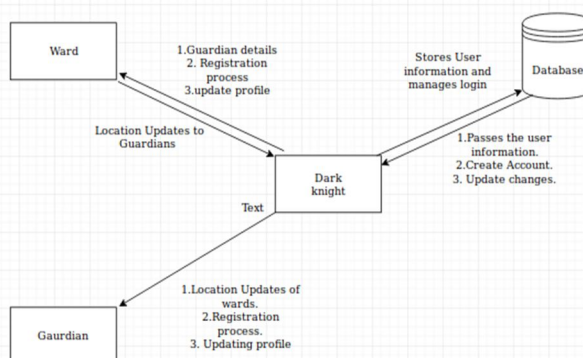 Ward
1.Guardian details
2. Registration
process
3.update profile
Location Updates to
Guardians
Stores User
information and
manages login
Database
1.Passes the user
information.
2.Create Account.
3. Update changes.
Dark
knight
Text
1.Location Updates of
wards.
2.Registration
process.
3. Updating profile
Gaurdian